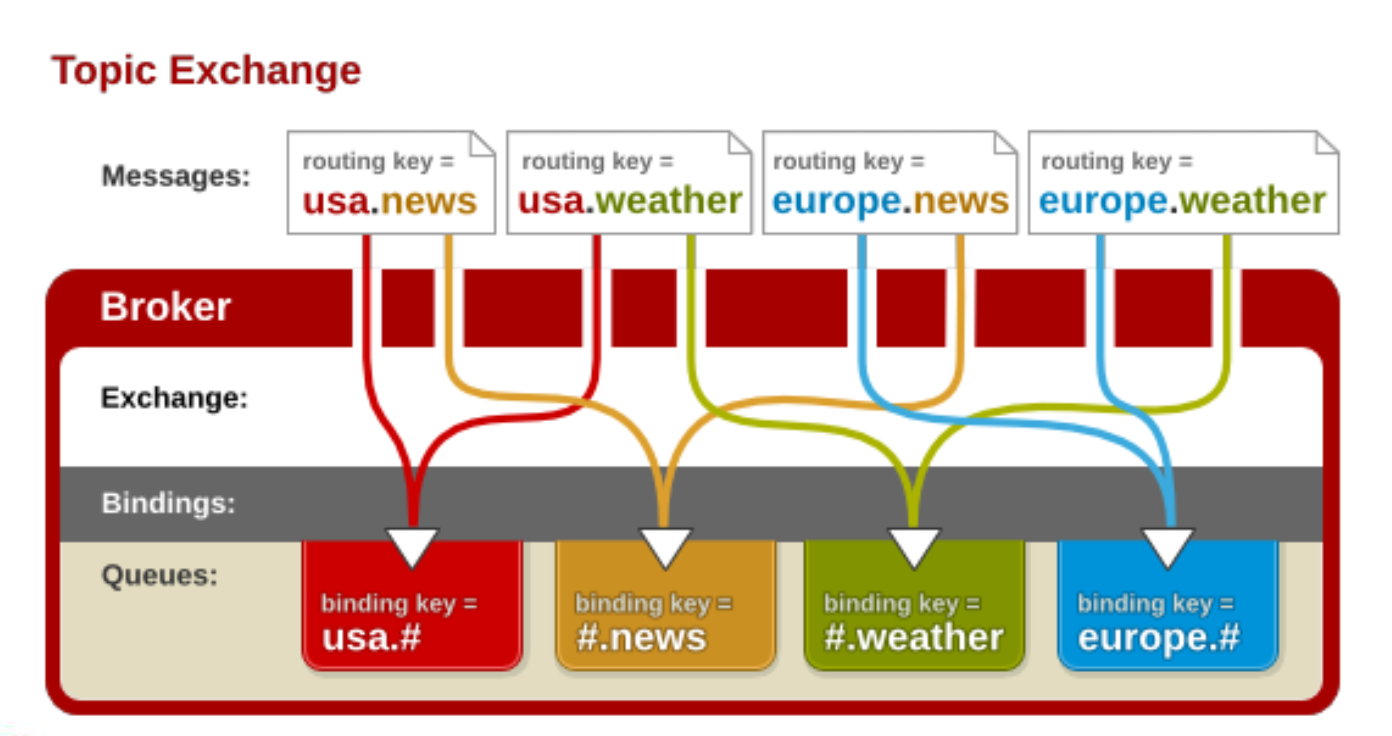 Topic Exchange
Messages:
routing key =
usa.news
routing key =
usa.weather
routing key =
europe.news
routing key =
europe.weather
Broker
Exchange:
Bindings:
Queues:
binding key =
usa.#
binding key =
#.news
binding key =
#.weather
binding key =
europe.#